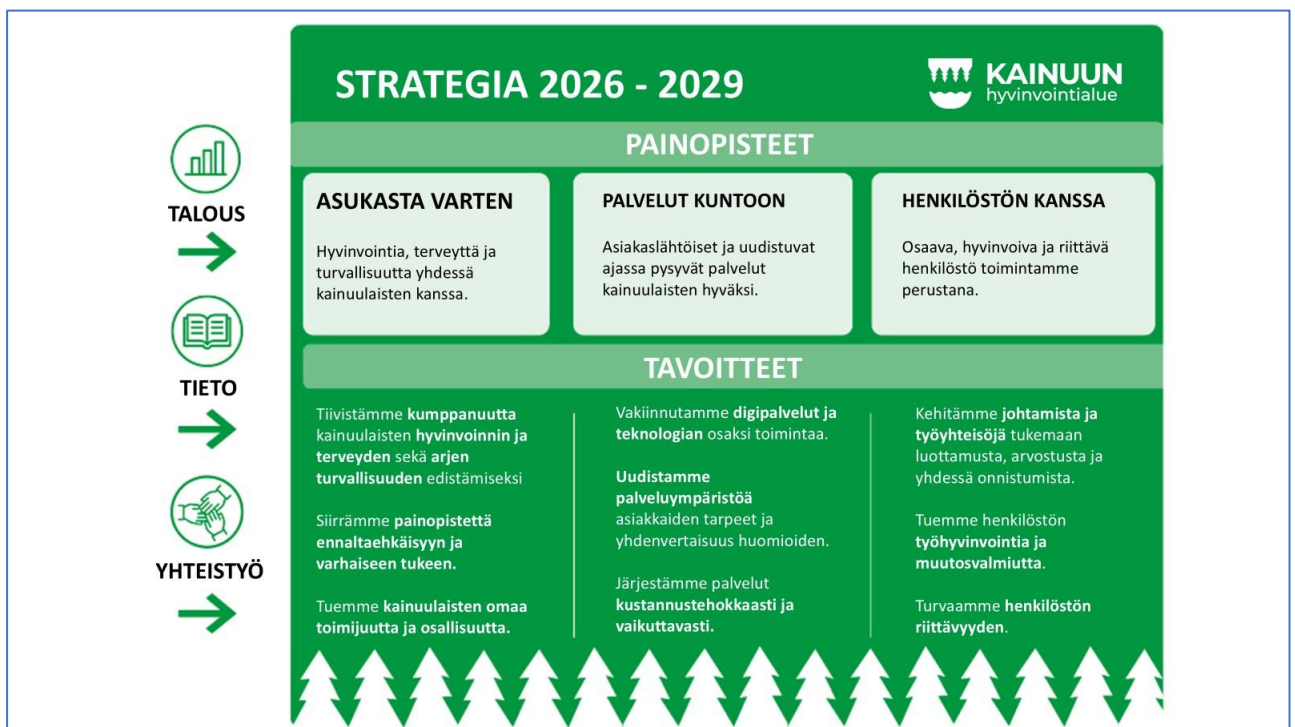 STRATEGIA 2026 - 2029
KAINUUN
hyvinvointialue
TALOUS
TIETO
YHTEISTYÖ
PAINOPISTEET
ASUKASTA VARTEN
Hyvinvointia, terveyttä ja
turvallisuutta yhdessä
kainuulaisten kanssa.
PALVELUT KUNTOON
Asiakaslähtöiset ja uudistuvat
ajassa pysyvät palvelut
kainuulaisten hyväksi.
HENKILÖSTÖN KANSSA
Osaava, hyvinvoiva ja riittävä
henkilöstö toimintamme
perustana.
TAVOITTEET
Tiivistämme kumppanuutta
kainuulaisten hyvinvoinnin ja
terveyden sekä arjen
turvallisuuden edistämiseksi
Siirrämme painopistettä
ennaltaehkäisyyn ja
varhaiseen tukeen.
Tuemme kainuulaisten omaa
toimijuutta ja osallisuutta.
Vakiinnutamme digipalvelut ja
teknologian osaksi toimintaa.
Uudistamme
palveluympäristöä
asiakkaiden tarpeet ja
yhdenvertaisuus huomioiden.
Järjestämme palvelut
kustannustehokkaasti ja
vaikuttavasti.
Kehitämme johtamista ja
työyhteisöjä tukemaan
luottamusta, arvostusta ja
yhdessä onnistumista.
Tuemme henkilöstön
työhyvinvointia ja
muutosvalmiutta.
Turvaamme henkilöstön
riittävyyden.